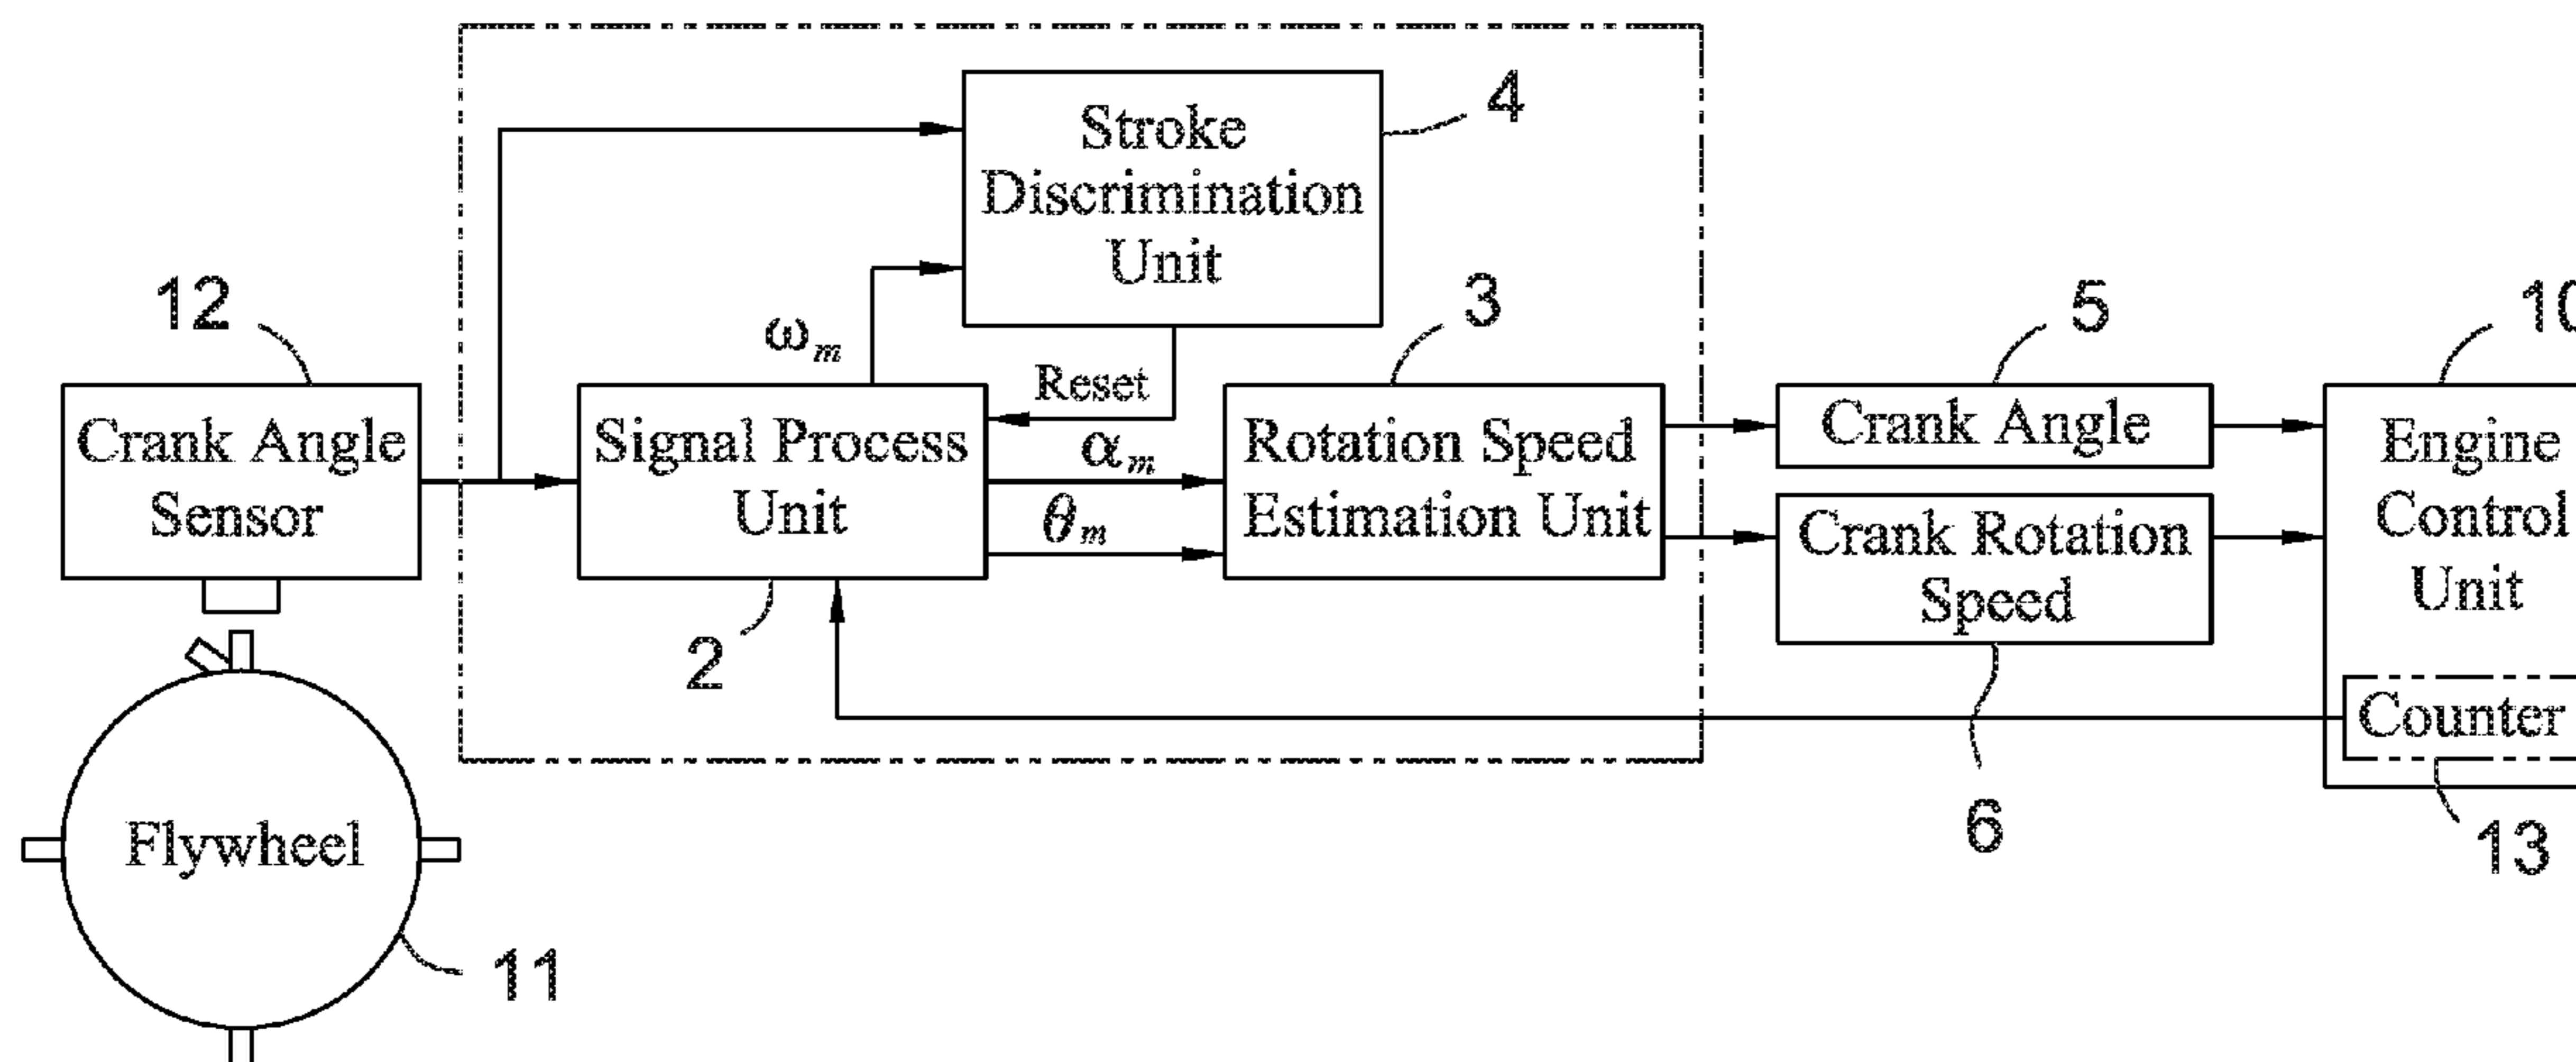 4
Stroke
Discrimination
Unit
12
ωm
Reset
3
5
10
Crank Angle
Sensor
Signal Process
Unit
αm
θm
Rotation Speed
Estimation Unit
Crank Angle
Crank Rotation
Speed
Engine
Control
Unit
2
Counter
6
13
Flywheel
11